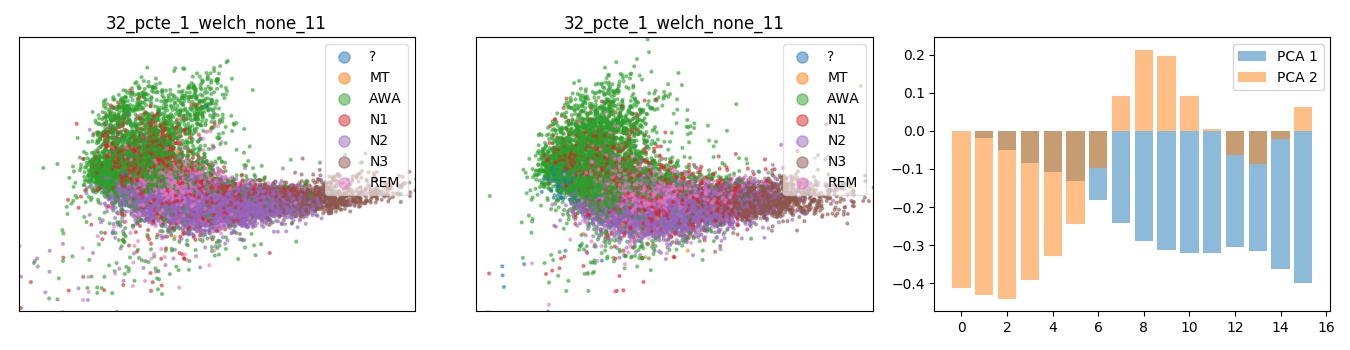 32_pcte_1_welch_none_11
?
MT
AWA
N1
N2
N3
REM
32_pcte_1_welch_none_11
?
MT
AWA
N1
N2
N3
REM
PCA 1
PCA 2
0.2
0.1
0.0
−0.1
−0.2
−0.3
−0.4
0 2 4 6 8 10 12 14 16